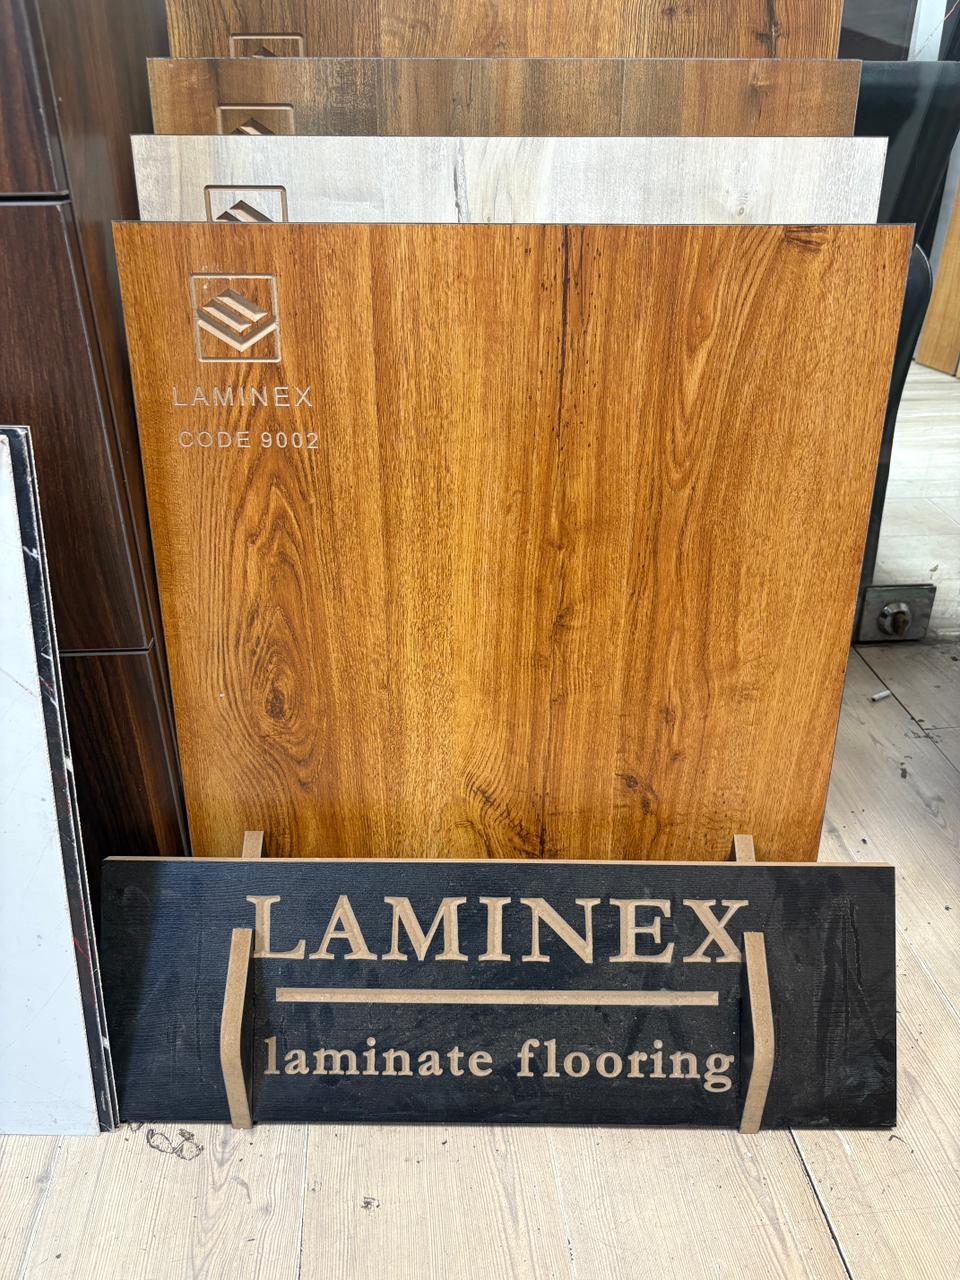 LAMINEX
CODE 9002
LAMINEX
laminate flooring